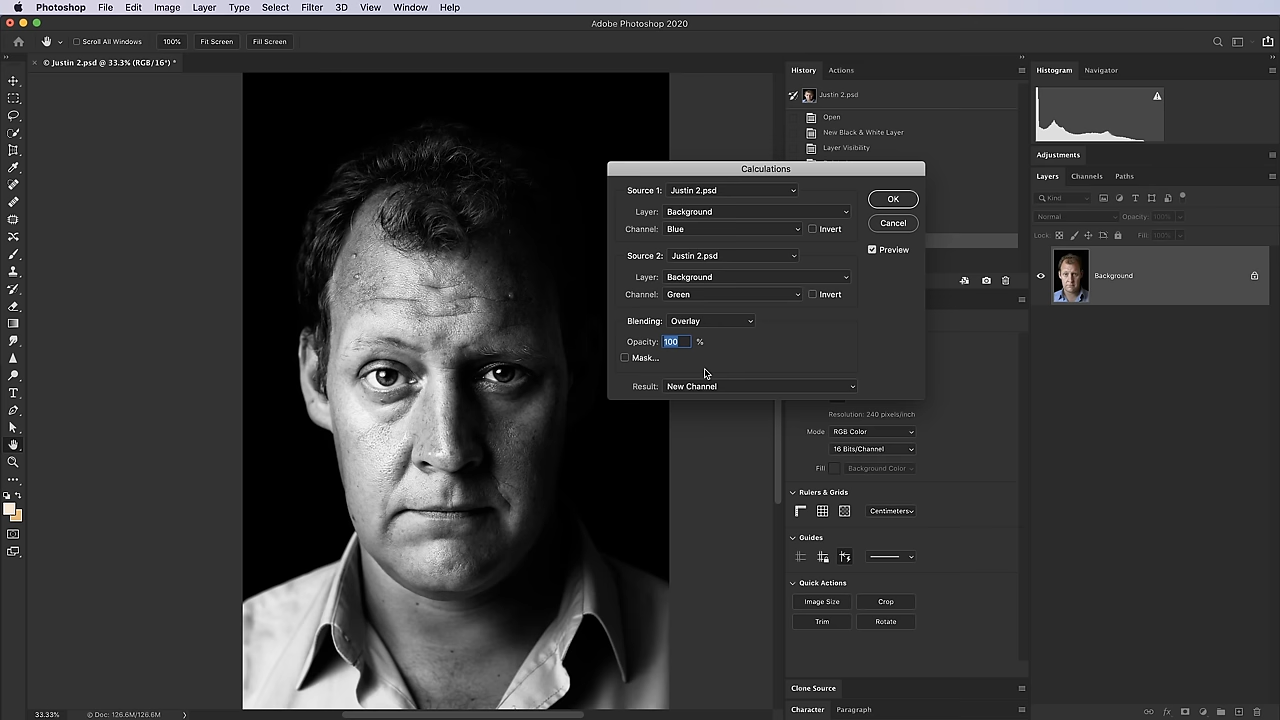 Photoshop File Edit Image Layer Type Select Filter 3D View Window Help
Adobe Photoshop 2020
Scroll All Windows 100% Fit Screen Fill Screen
× © Justin 2.psd @ 33.3% (RGB/16*) *
History Actions
Justin 2.psd
Open
New Black & White Layer
Layer Visibility
Calculations
Source 1: Justin 2.psd
Layer: Background
Channel: Blue Invert
Source 2: Justin 2.psd
Layer: Background
Channel: Green Invert
Blending: Overlay
Opacity: 100 %
Mask...
Result: New Channel
OK
Cancel
Preview
Resolution: 240 pixels/inch
Mode RGB Color
16 Bits/Channel
Fill Background Color
Rulers & Grids
Centimeters
Guides
Quick Actions
Image Size Crop
Trim Rotate
Clone Source
Character Paragraph
Histogram Navigator
Adjustments
Layers Channels Paths
Kind
Normal Opacity: 100%
Lock: Fill: 100%
Background
fx
33.33% © Doc: 126.6M/126.6M